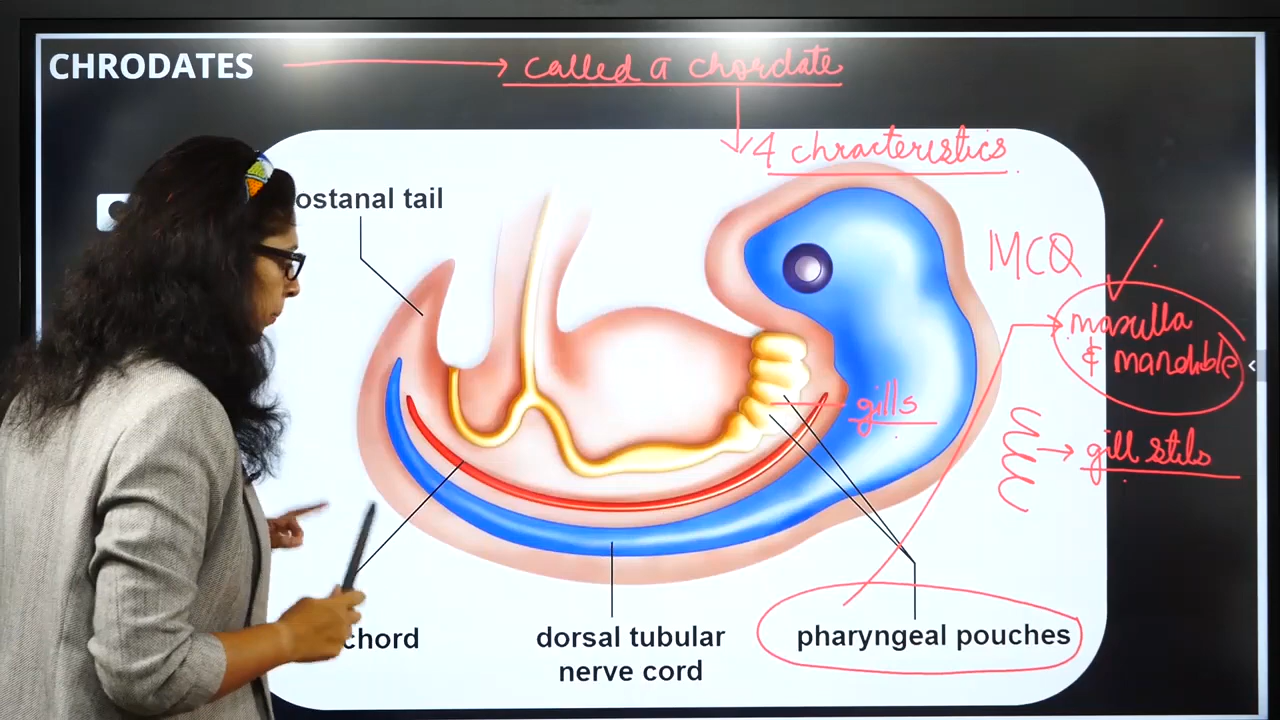 CHRODATES
called a chordate
4 chracteristics
ostanal tail
MCQ
maxilla
& mandible
gills
gill stils
chord
dorsal tubular
nerve cord
pharyngeal pouches